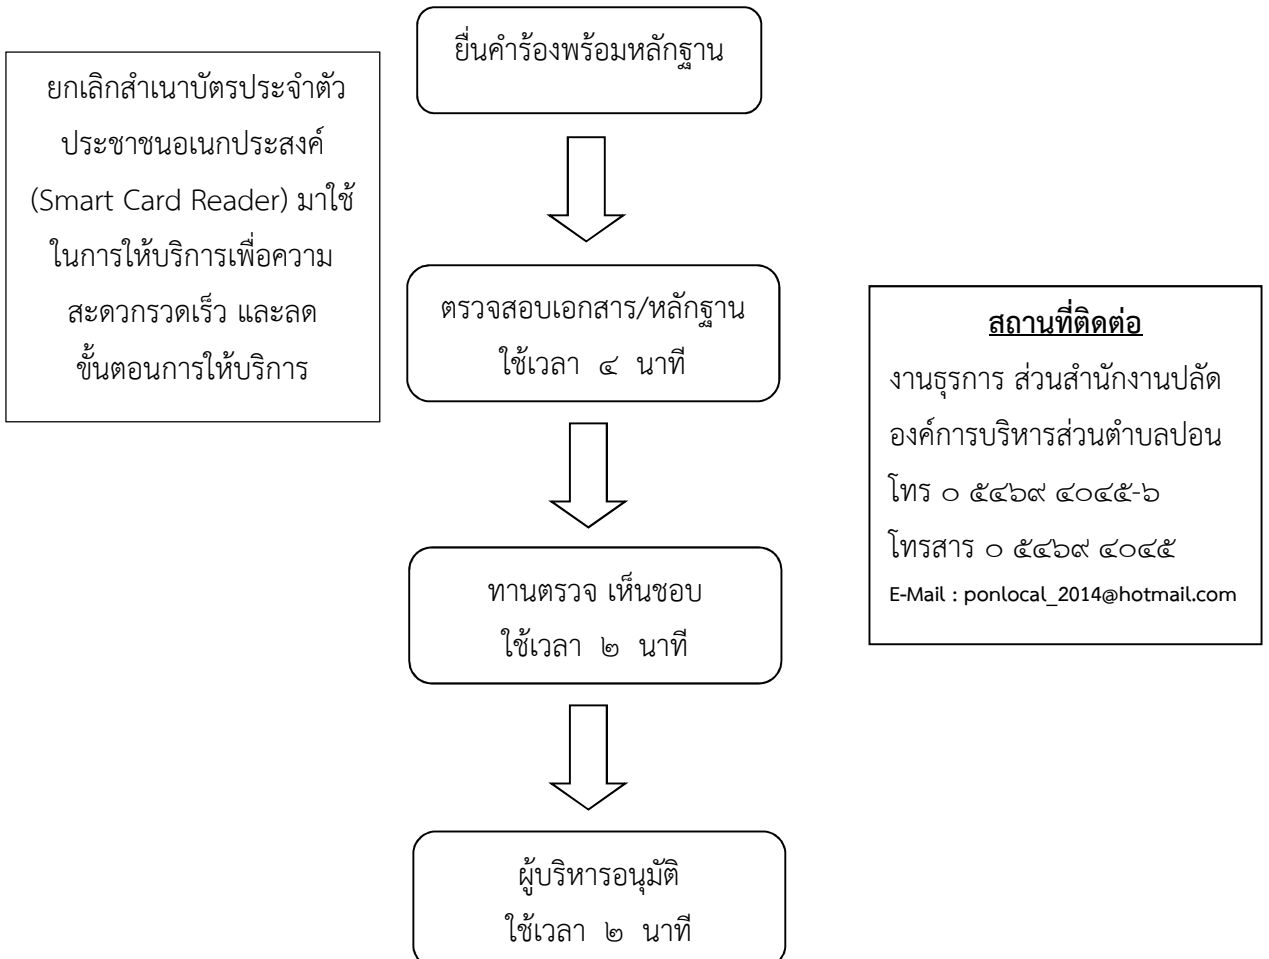 ยื่นคำร้องพร้อมหลักฐาน
ยกเลิกสำเนาบัตรประจำตัว
ประชาชนอเนกประสงค์
(Smart Card Reader) มาใช้
ในการให้บริการเพื่อความ
สะดวกรวดเร็ว และลด
ขั้นตอนการให้บริการ
ตรวจสอบเอกสาร/หลักฐาน
ใช้เวลา ๔ นาที
สถานที่ติดต่อ
งานธุรการ ส่วนสำนักงานปลัด
องค์การบริหารส่วนตำบลปอน
โทร ๐ ๕๔๖๙ ๔๐๔๕-๖
โทรสาร ๐ ๕๔๖๙ ๔๐๔๕
E-Mail : ponlocal_2014@hotmail.com
ทานตรวจ เห็นชอบ
ใช้เวลา ๒ นาที
ผู้บริหารอนุมัติ
ใช้เวลา ๒ นาที